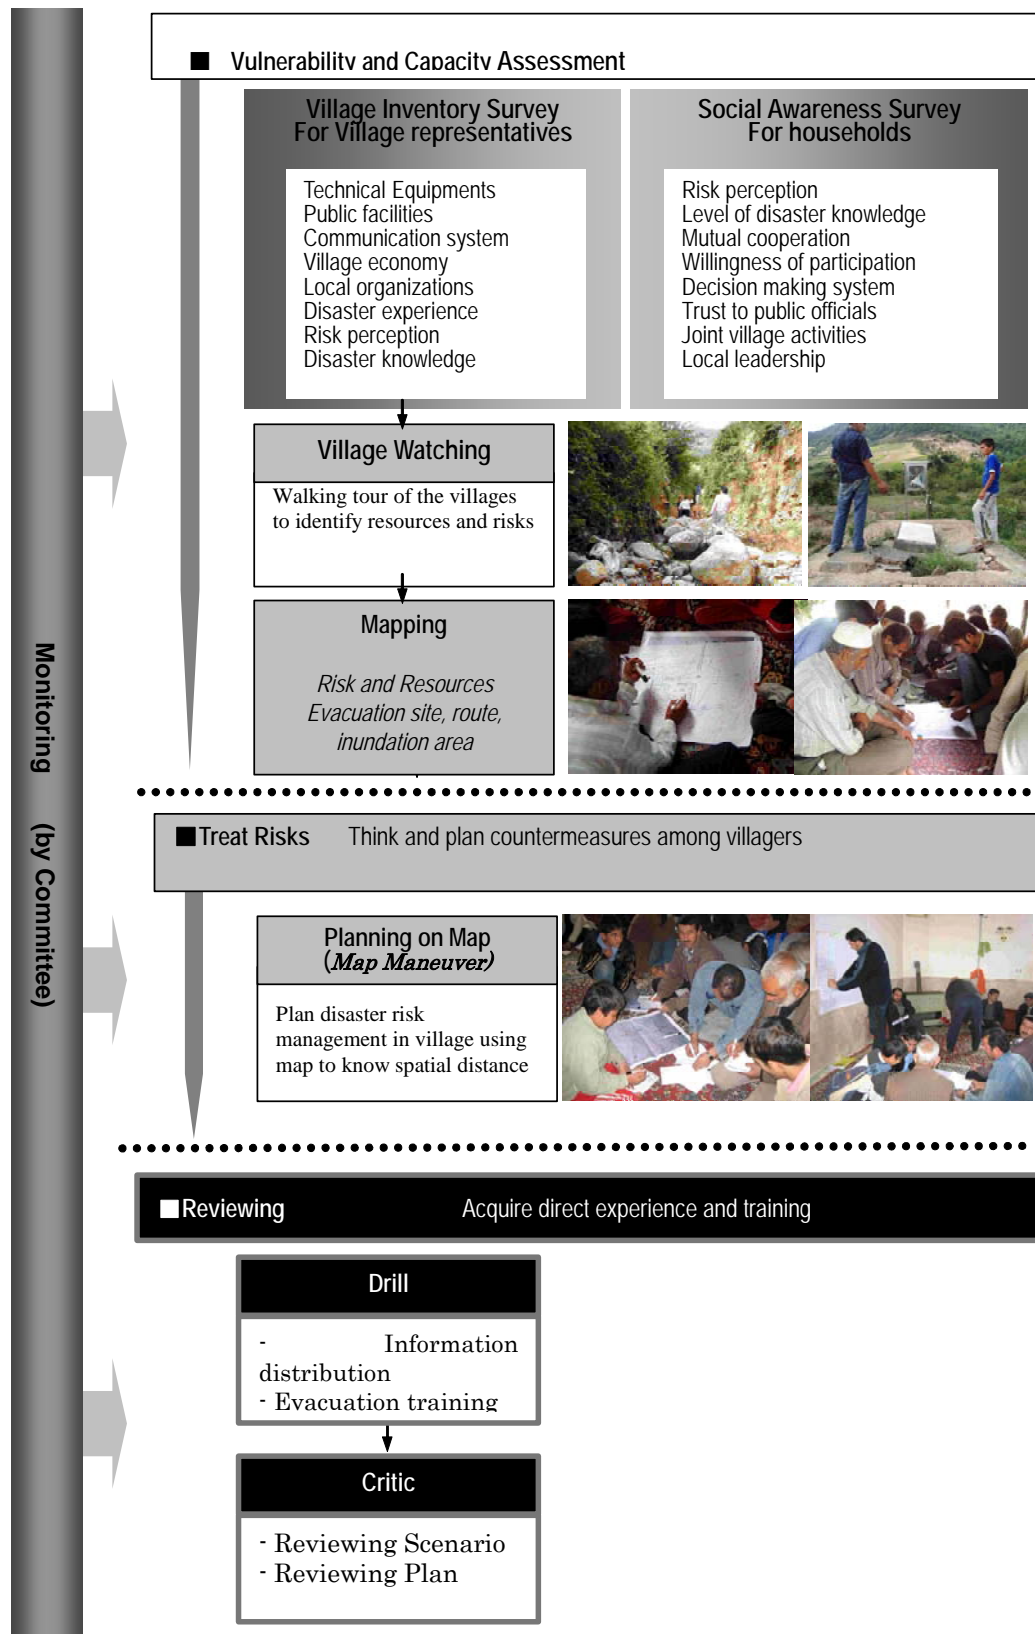 ■ Vulnerability and Capacity Assessment
Village Inventory Survey
For Village representatives
Technical Equipments
Public facilities
Communication system
Village economy
Local organizations
Disaster experience
Risk perception
Disaster knowledge
Social Awareness Survey
For households
Risk perception
Level of disaster knowledge
Mutual cooperation
Willingness of participation
Decision making system
Trust to public officials
Joint village activities
Local leadership
Village Watching
Walking tour of the villages
to identify resources and risks
Mapping
Risk and Resources
Evacuation site, route,
inundation area
Monitoring (by Committee)
■ Treat Risks Think and plan countermeasures among villagers
Planning on Map
(Map Maneuver)
Plan disaster risk
management in village using
map to know spatial distance
■ Reviewing Acquire direct experience and training
Drill
- Information
distribution
- Evacuation training
Critic
- Reviewing Scenario
- Reviewing Plan